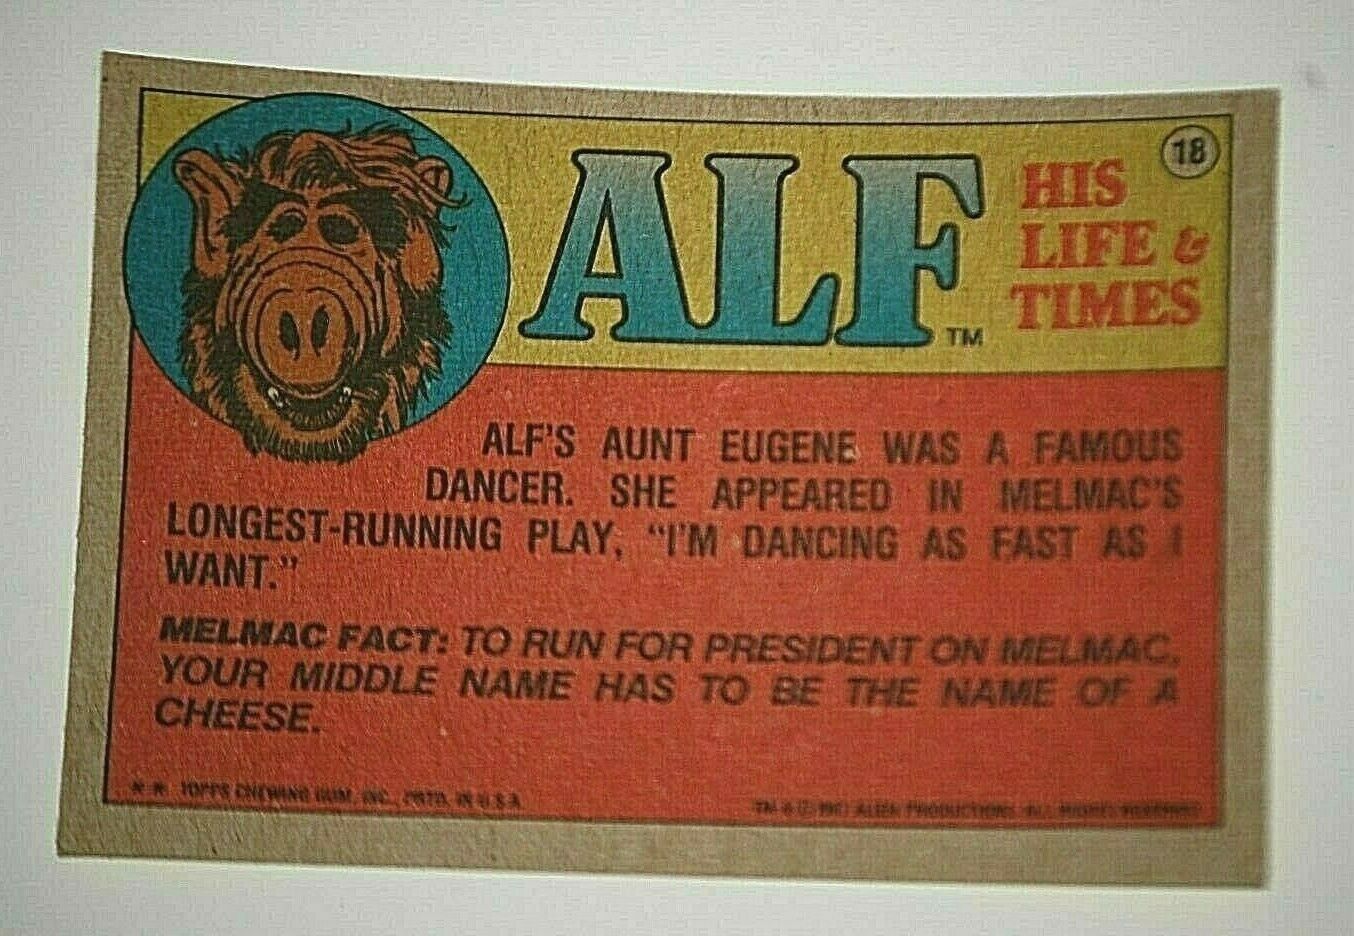 18
ALF
TM
HIS
LIFE &
TIMES
ALF'S AUNT EUGENE WAS A FAMOUS
DANCER. SHE APPEARED IN MELMAC'S
LONGEST-RUNNING PLAY, "I'M DANCING AS FAST AS I
WANT."
MELMAC FACT: TO RUN FOR PRESIDENT ON MELMAC,
YOUR MIDDLE NAME HAS TO BE THE NAME OF A
CHEESE.
** TOPPS CHEWING GUM, INC., PRTD. IN U.S.A.
TM & © 1987 ALIEN PRODUCTIONS. ALL RIGHTS RESERVED.